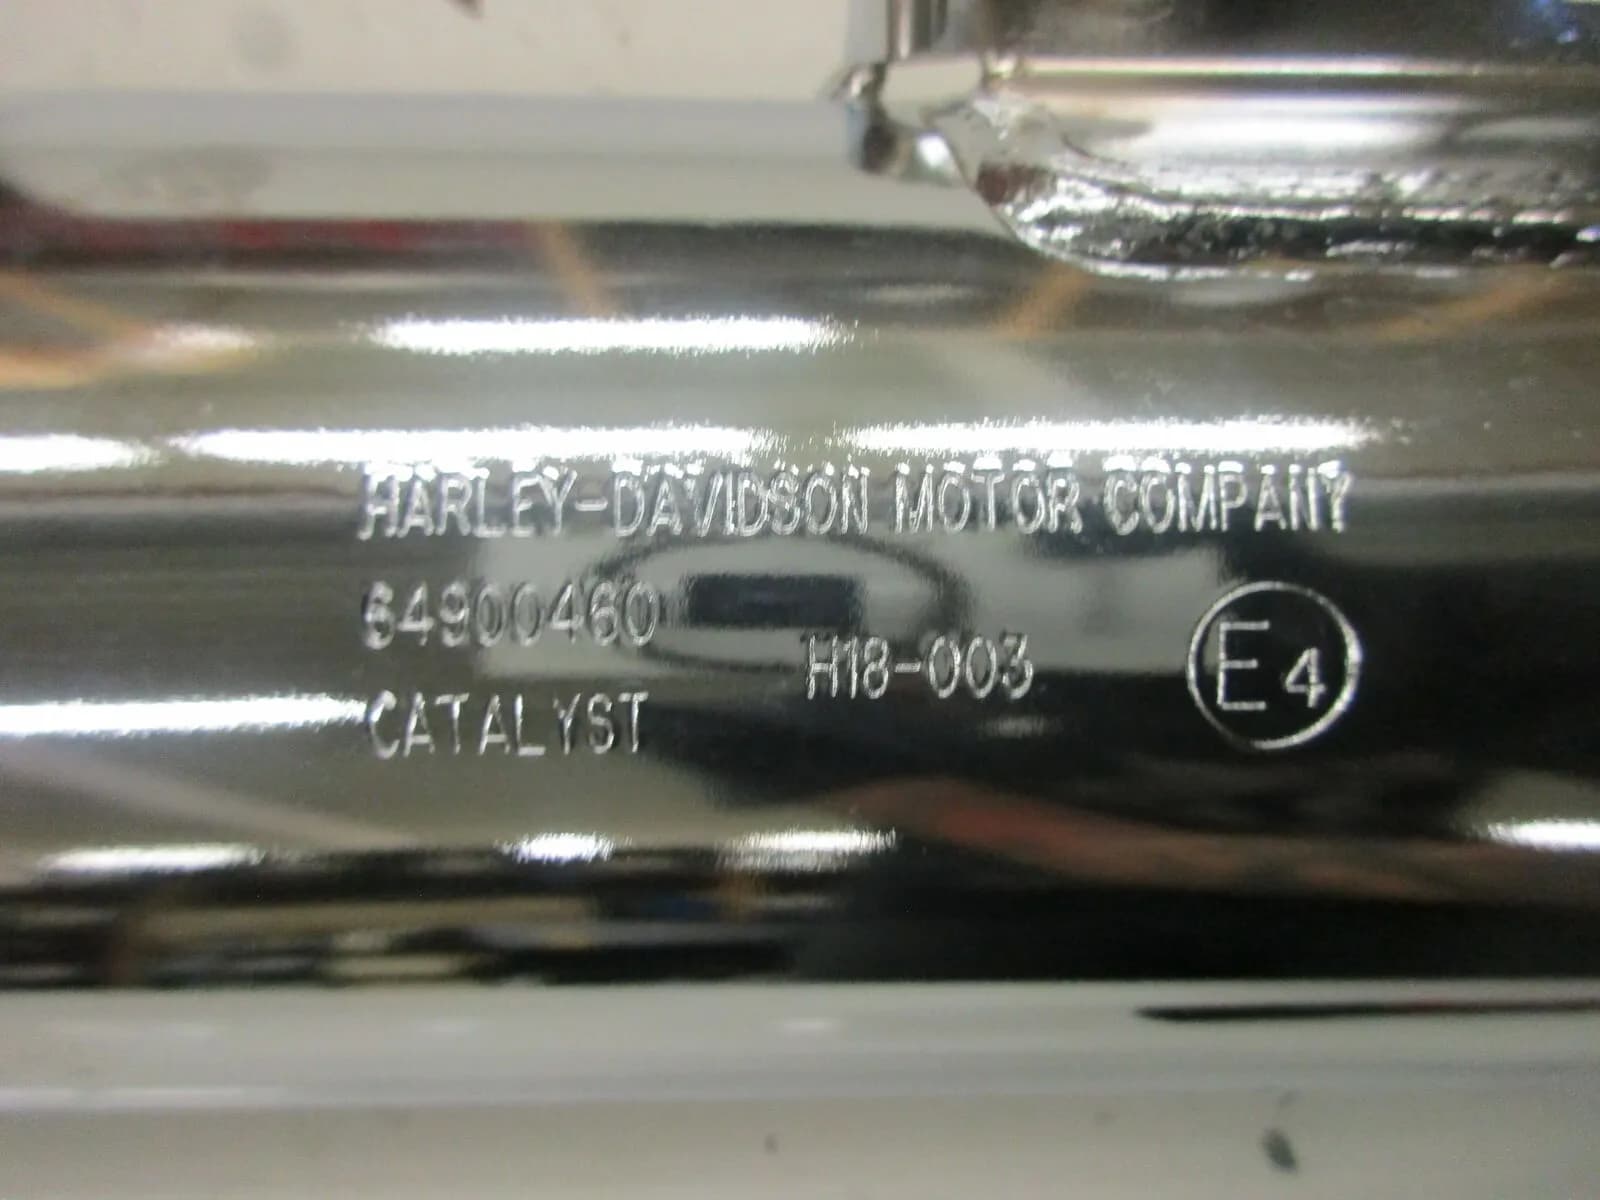 HARLEY-DAVIDSON MOTOR COMPANY
64900460
H18-003
E4
CATALYST